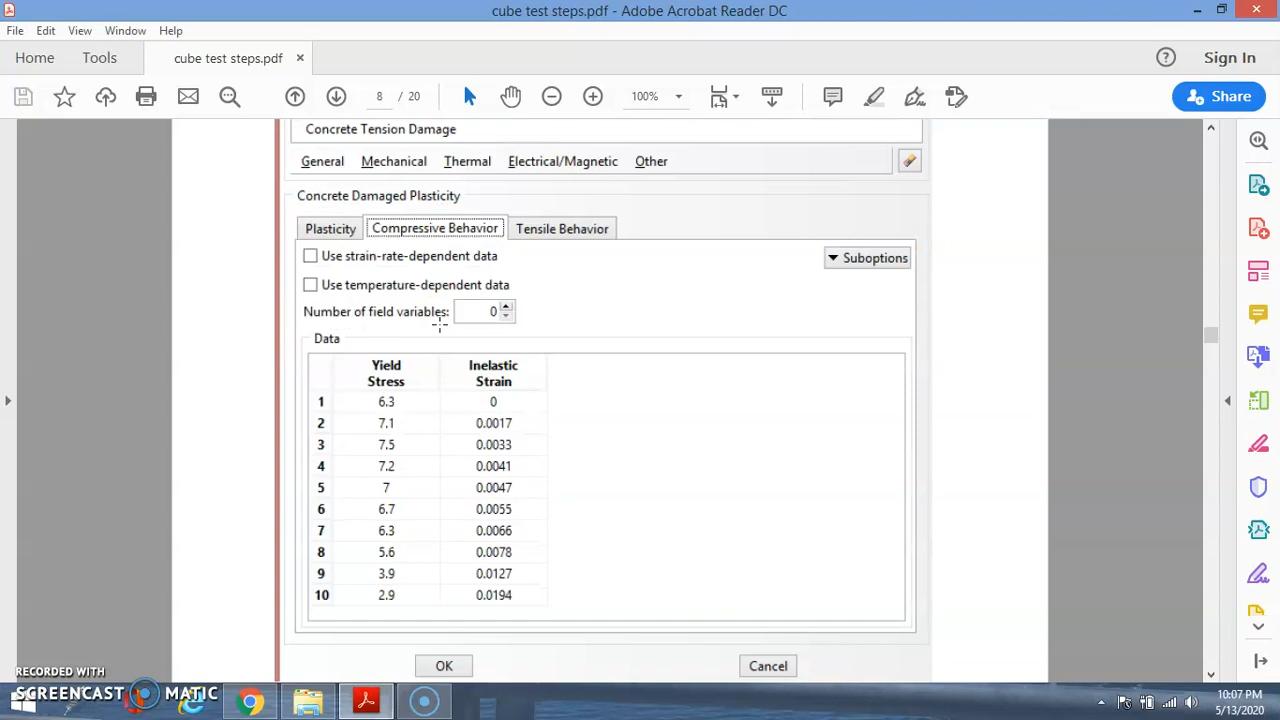 cube test steps.pdf - Adobe Acrobat Reader DC
File Edit View Window Help
Home Tools cube test steps.pdf × Sign In
8 / 20 100% Share
Concrete Tension Damage
General Mechanical Thermal Electrical/Magnetic Other
Concrete Damaged Plasticity
Plasticity Compressive Behavior Tensile Behavior
Use strain-rate-dependent data Suboptions
Use temperature-dependent data
Number of field variables: 0
Data
Yield Inelastic
Stress Strain
1 6.3 0
2 7.1 0.0017
3 7.5 0.0033
4 7.2 0.0041
5 7 0.0047
6 6.7 0.0055
7 6.3 0.0066
8 5.6 0.0078
9 3.9 0.0127
10 2.9 0.0194
OK Cancel
RECORDED WITH
SCREENCAST MATIC
10:07 PM
5/13/2020